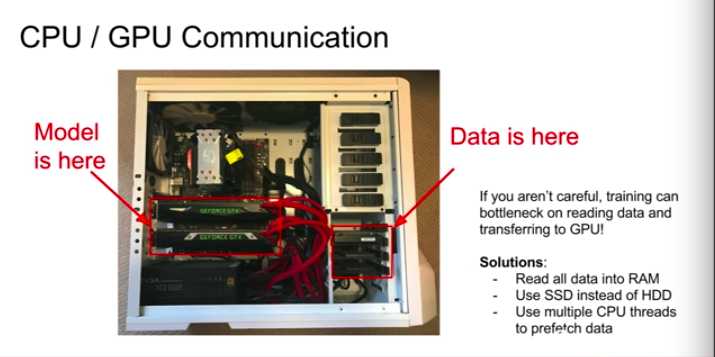 CPU / GPU Communication
Model
is here
Data is here
GEFORCE GTX
GEFORCE GTX
If you aren't careful, training can
bottleneck on reading data and
transferring to GPU!
Solutions:
- Read all data into RAM
- Use SSD instead of HDD
- Use multiple CPU threads
to prefetch data